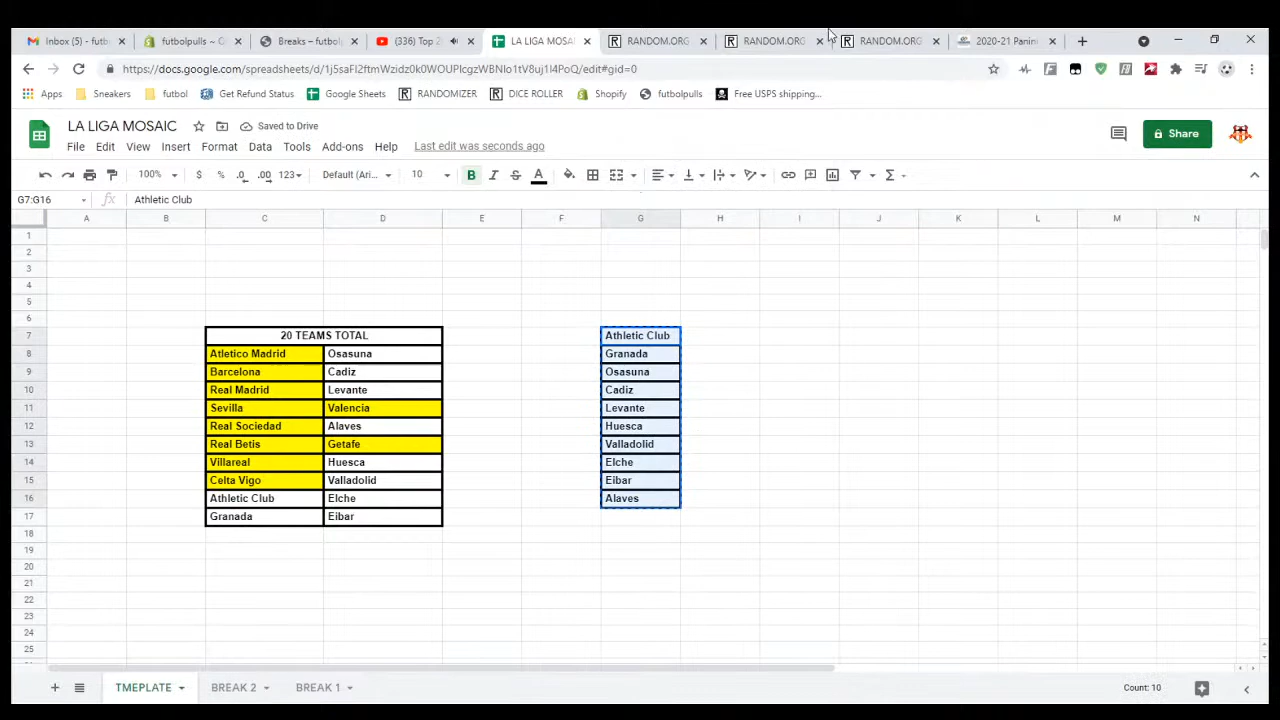 Inbox (5) - futb
futbolpulls ~ G
Breaks – futbol
(336) Top 2
LA LIGA MOSAI
RANDOM.ORG
RANDOM.ORG
RANDOM.ORG
2020-21 Panini
Apps
Sneakers
futbol
Get Refund Status
Google Sheets
RANDOMIZER
DICE ROLLER
Shopify
futbolpulls
Free USPS shipping...
LA LIGA MOSAIC
Saved to Drive
Share
File Edit View Insert Format Data Tools Add-ons Help Last edit was seconds ago
100% $ % .0 .00 123 Default (Ari... 10 B I S A
G7:G16 fx Athletic Club
A B C D E F G H I J K L M N
1
2
3
4
5
6
7 20 TEAMS TOTAL Athletic Club
8 Atletico Madrid Osasuna Granada
9 Barcelona Cadiz Osasuna
10 Real Madrid Levante Cadiz
11 Sevilla Valencia Levante
12 Real Sociedad Alaves Huesca
13 Real Betis Getafe Valladolid
14 Villareal Huesca Elche
15 Celta Vigo Valladolid Eibar
16 Athletic Club Elche Alaves
17 Granada Eibar
18
19
20
21
22
23
24
25
TMEPLATE BREAK 2 BREAK 1 Count: 10